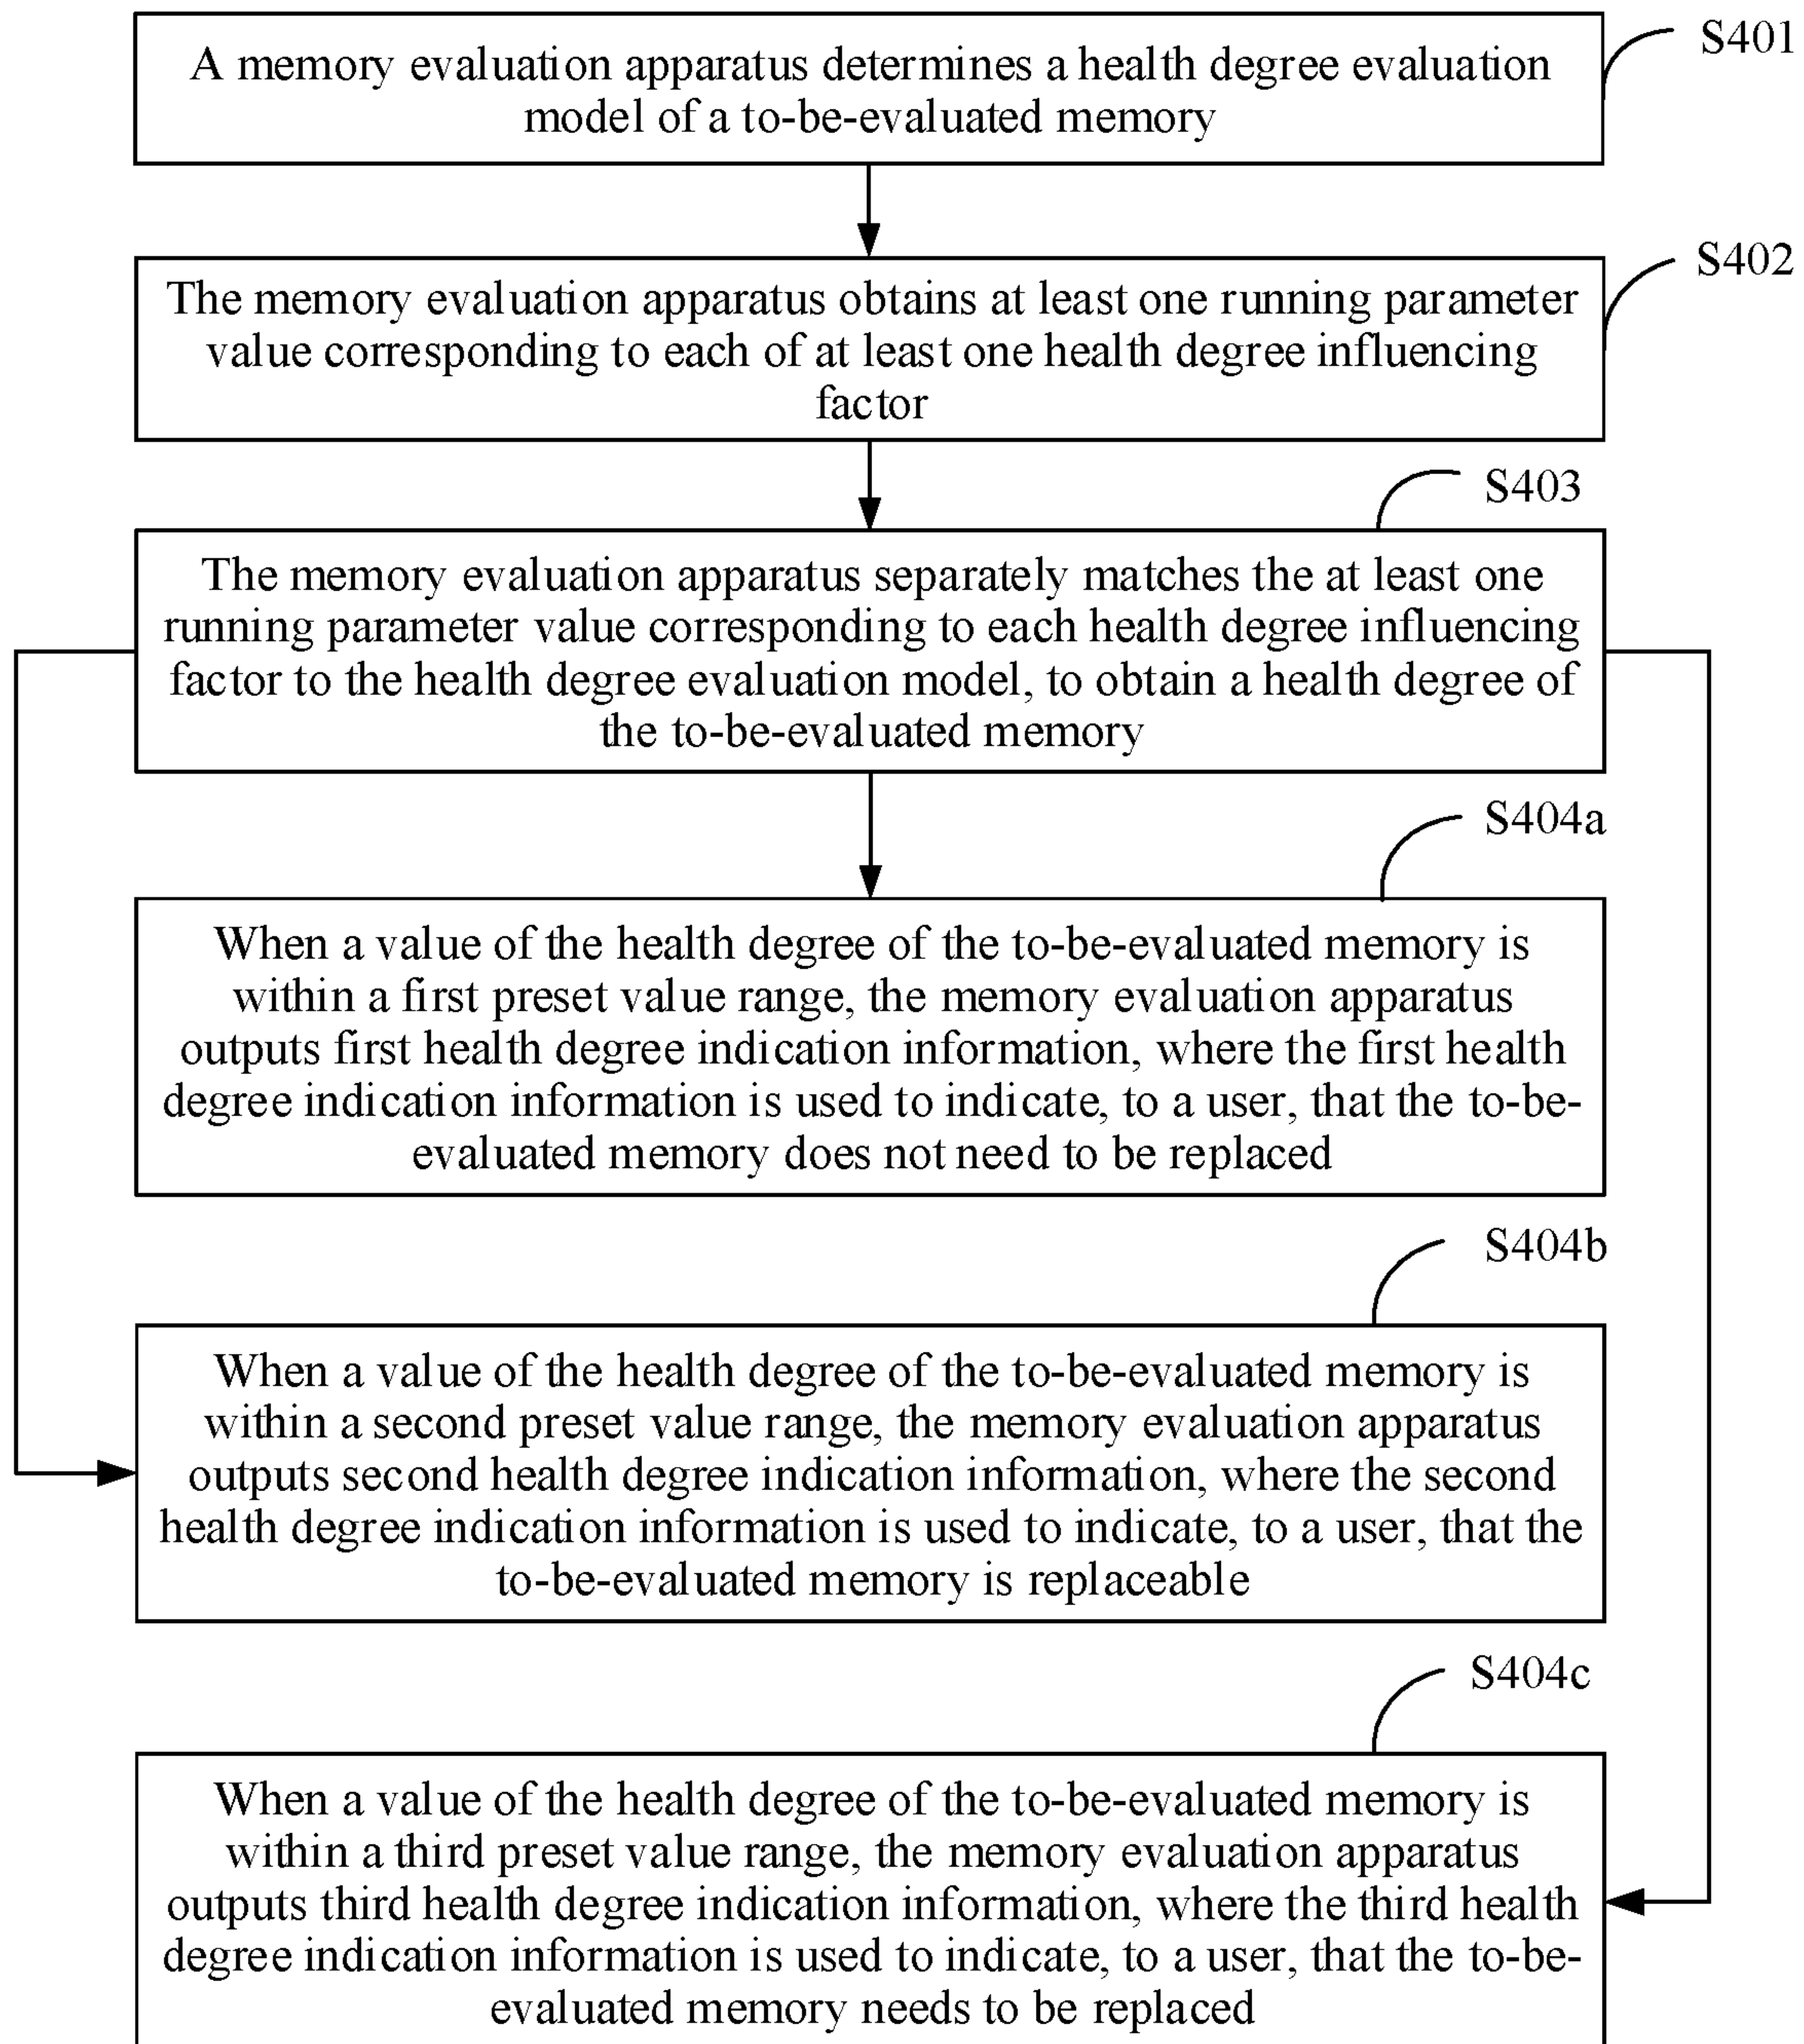 S401
A memory evaluation apparatus determines a health degree evaluation
model of a to-be-evaluated memory
S402
The memory evaluation apparatus obtains at least one running parameter
value corresponding to each of at least one health degree influencing
factor
S403
The memory evaluation apparatus separately matches the at least one
running parameter value corresponding to each health degree influencing
factor to the health degree evaluation model, to obtain a health degree of
the to-be-evaluated memory
S404a
When a value of the health degree of the to-be-evaluated memory is
within a first preset value range, the memory evaluation apparatus
outputs first health degree indication information, where the first health
degree indication information is used to indicate, to a user, that the to-be-
evaluated memory does not need to be replaced
S404b
When a value of the health degree of the to-be-evaluated memory is
within a second preset value range, the memory evaluation apparatus
outputs second health degree indication information, where the second
health degree indication information is used to indicate, to a user, that the
to-be-evaluated memory is replaceable
S404c
When a value of the health degree of the to-be-evaluated memory is
within a third preset value range, the memory evaluation apparatus
outputs third health degree indication information, where the third health
degree indication information is used to indicate, to a user, that the to-be-
evaluated memory needs to be replaced